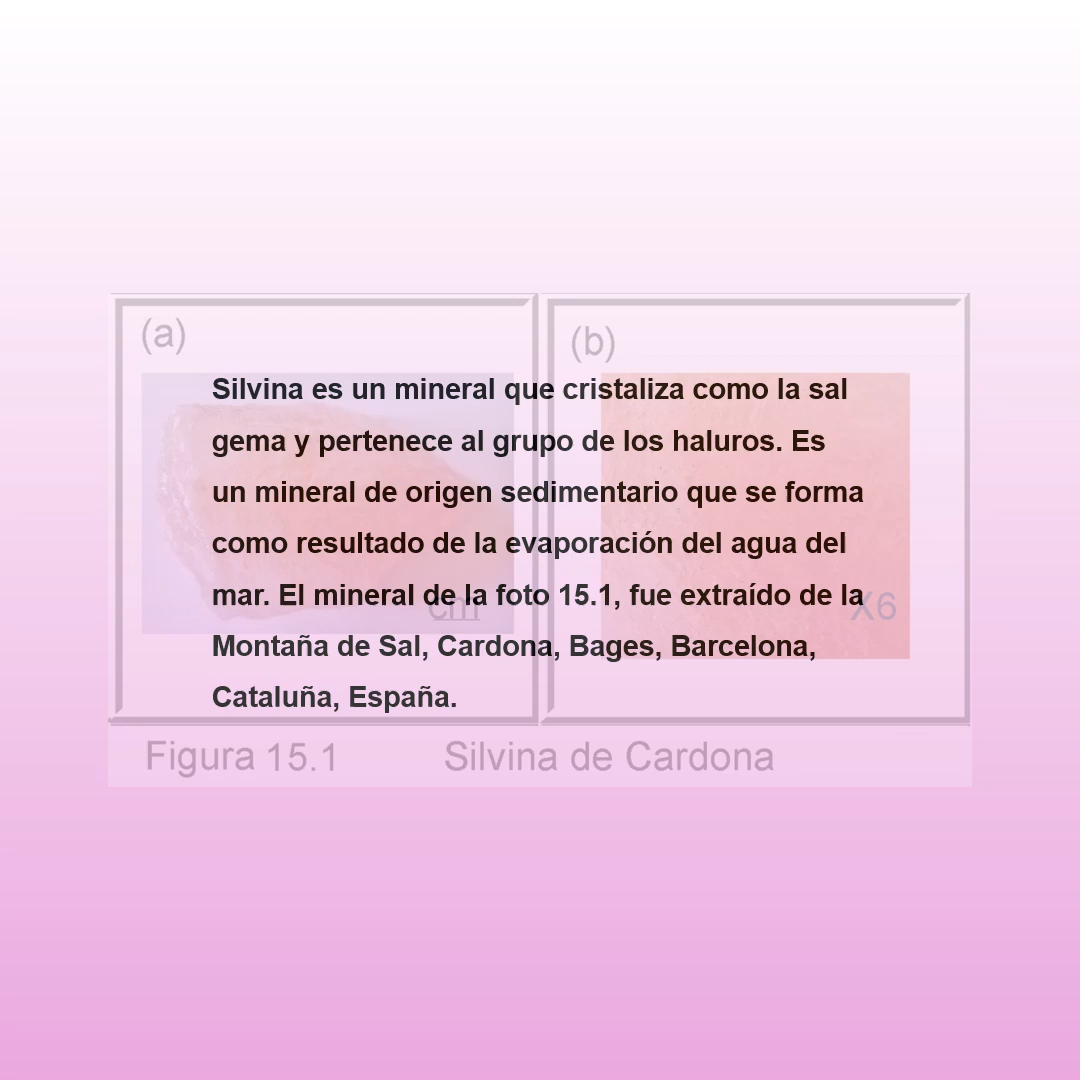 (a)
(b)
Silvina es un mineral que cristaliza como la sal
gema y pertenece al grupo de los haluros. Es
un mineral de origen sedimentario que se forma
como resultado de la evaporación del agua del
mar. El mineral de la foto 15.1, fue extraído de la
cm
X6
Montaña de Sal, Cardona, Bages, Barcelona,
Cataluña, España.
Figura 15.1 Silvina de Cardona